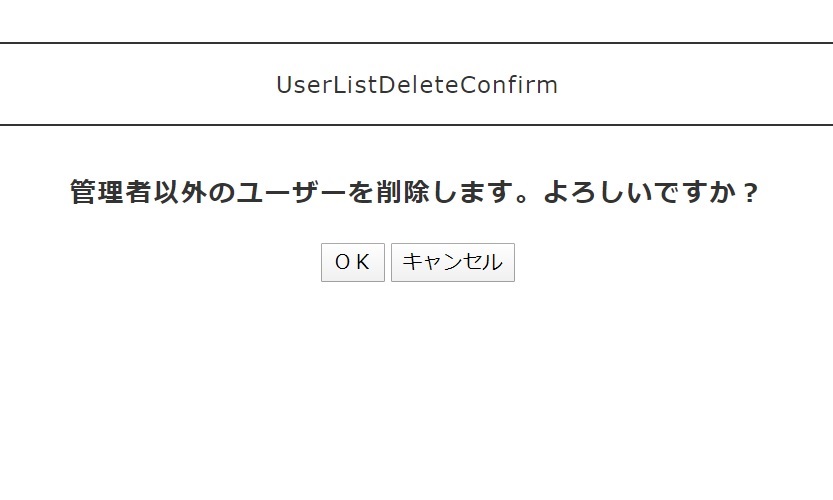 UserListDeleteConfirm
管理者以外のユーザーを削除します。よろしいですか？
ＯＫ キャンセル